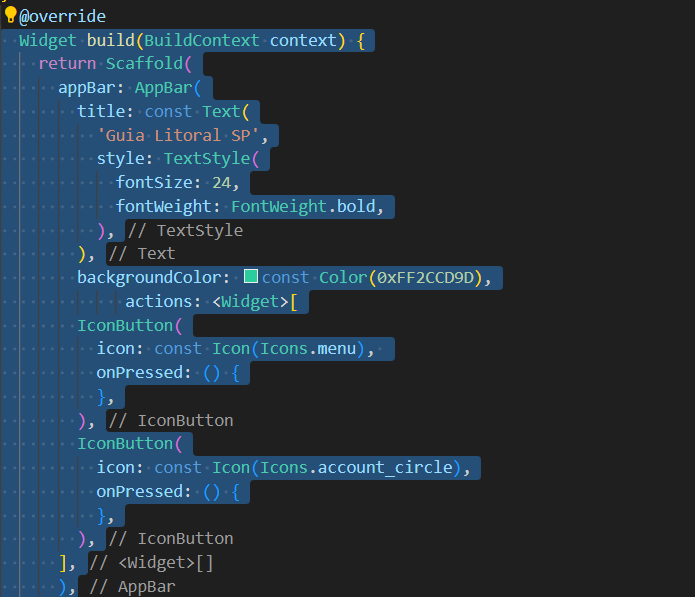 @override
Widget build(BuildContext context) {
return Scaffold(
appBar: AppBar(
title: const Text(
'Guia Litoral SP',
style: TextStyle(
fontSize: 24,
fontWeight: FontWeight.bold,
), // TextStyle
), // Text
backgroundColor: const Color(0xFF2CCD9D),
actions: <Widget>[
IconButton(
icon: const Icon(Icons.menu),
onPressed: () {
},
), // IconButton
IconButton(
icon: const Icon(Icons.account_circle),
onPressed: () {
},
), // IconButton
], // <Widget>[]
), // AppBar